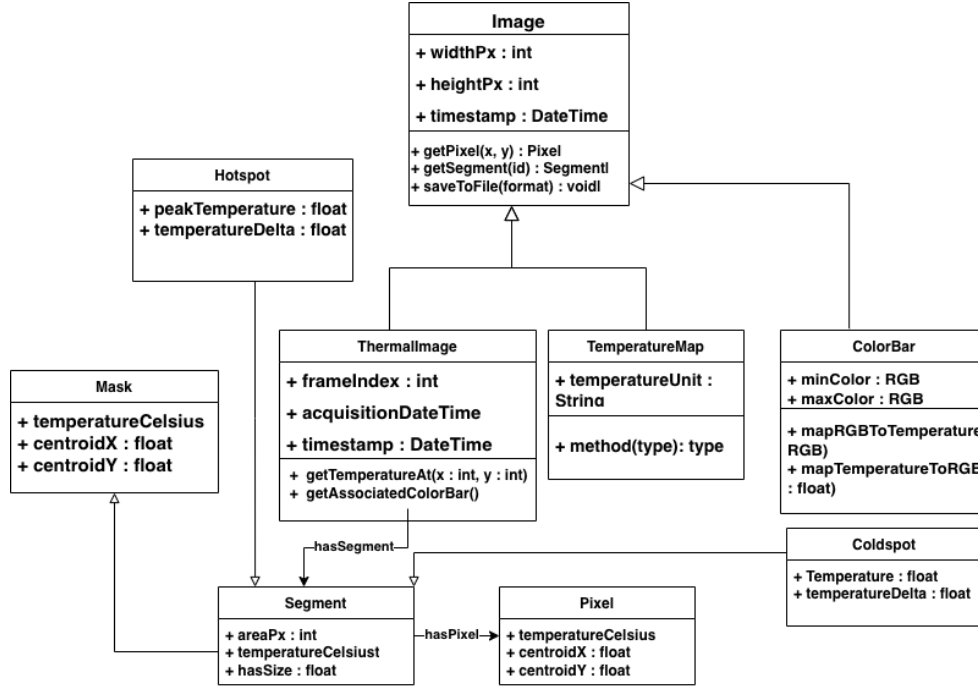 Image
+ widthPx : int
+ heightPx : int
+ timestamp : DateTime
+ getPixel(x, y) : Pixel
+ getSegment(id) : Segmentl
+ saveToFile(format) : voidl
Hotspot
+ peakTemperature : float
+ temperatureDelta : float
ThermalImage
+ frameIndex : int
+ acquisitionDateTime
+ timestamp : DateTime
+ getTemperatureAt(x : int, y : int)
+ getAssociatedColorBar()
TemperatureMap
+ temperatureUnit :
String
+ method(type): type
ColorBar
+ minColor : RGB
+ maxColor : RGB
+ mapRGBToTemperature
RGB)
+ mapTemperatureToRGB
: float)
Mask
+ temperatureCelsius
+ centroidX : float
+ centroidY : float
hasSegment
Coldspot
+ Temperature : float
+ temperatureDelta : float
Segment
+ areaPx : int
+ temperatureCelsiust
+ hasSize : float
hasPixel
Pixel
+ temperatureCelsius
+ centroidX : float
+ centroidY : float